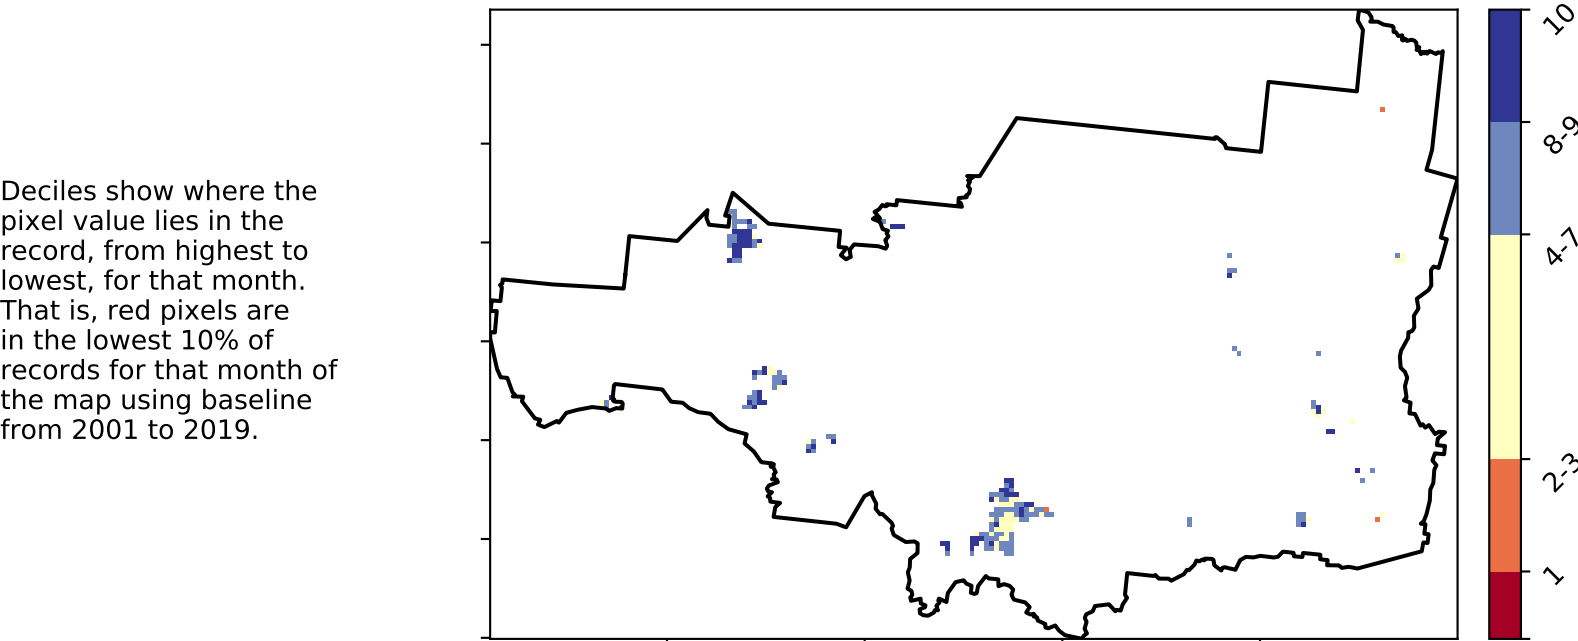 Deciles show where the
pixel value lies in the
record, from highest to
lowest, for that month.
That is, red pixels are
in the lowest 10% of
records for that month of
the map using baseline
from 2001 to 2019.
10
8-9
4-7
2-3
1